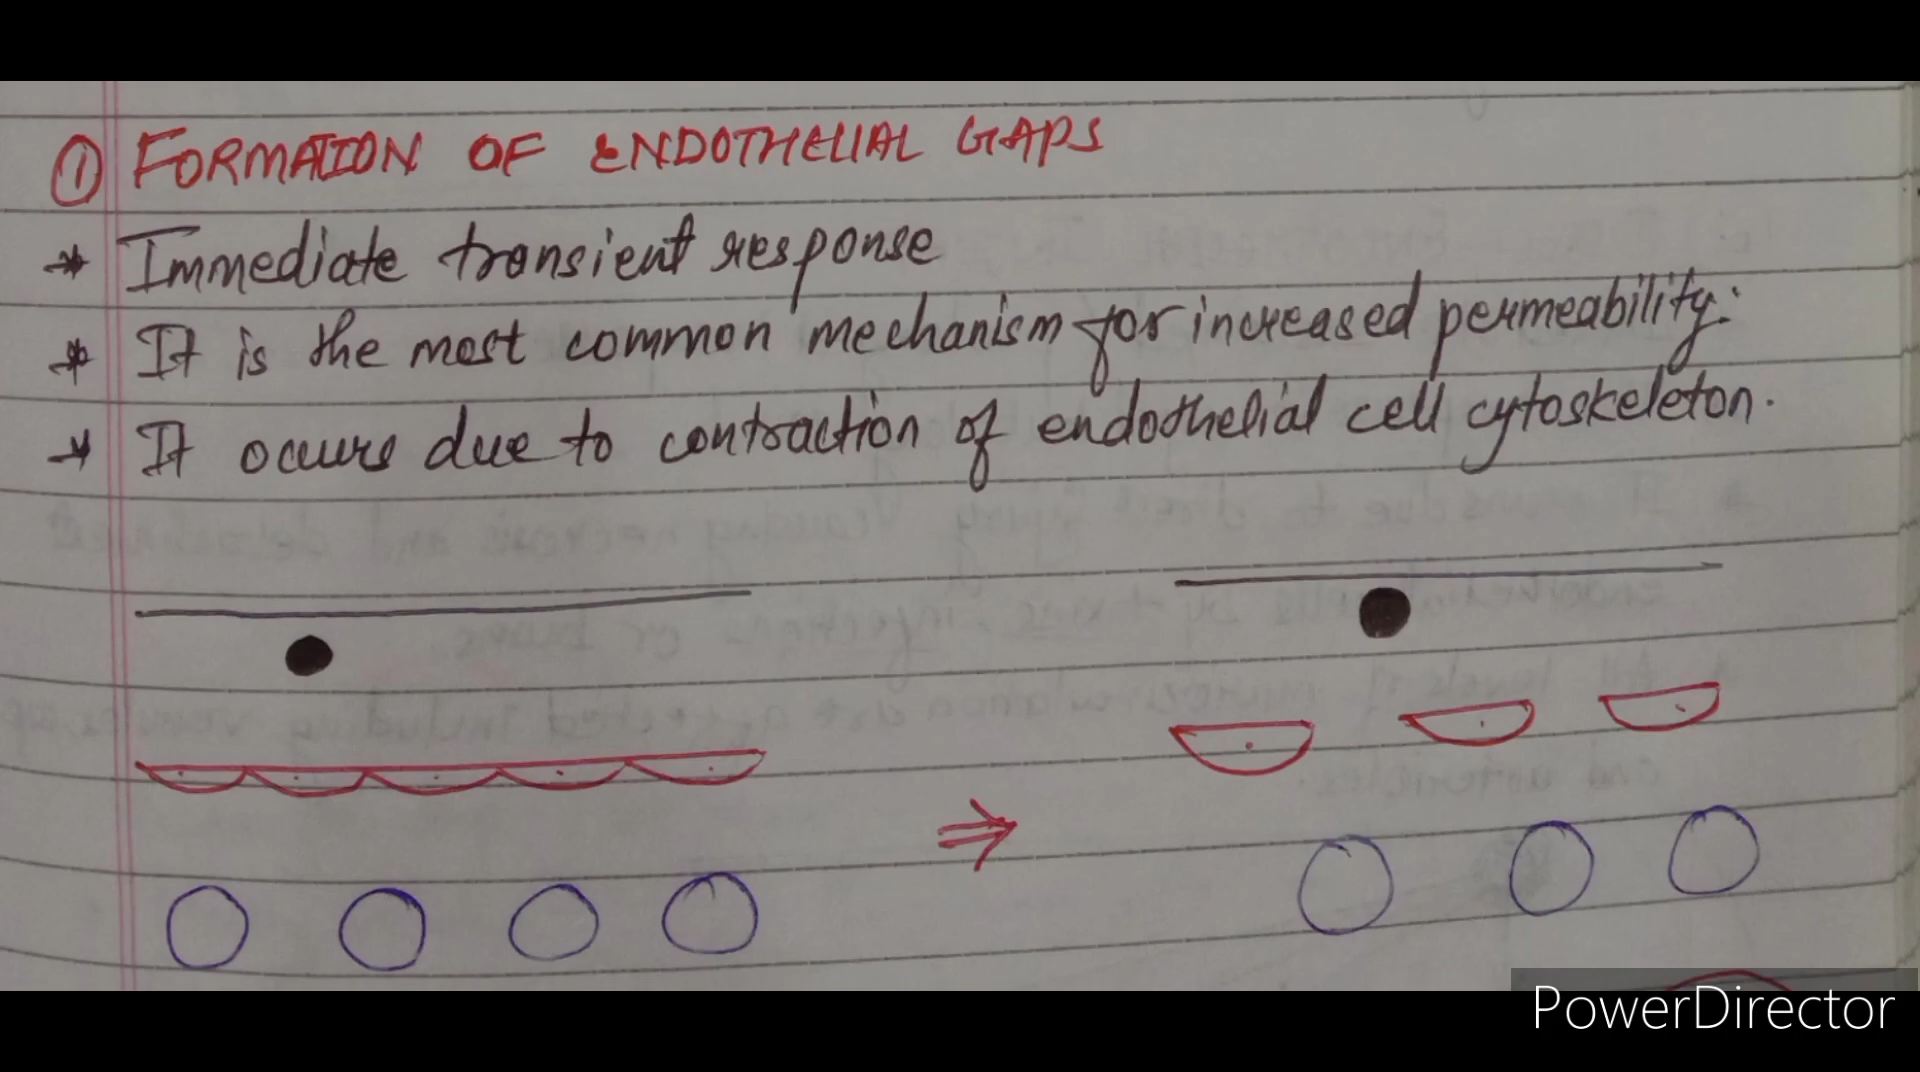 ① FORMATION OF ENDOTHELIAL GAPS
* Immediate transient response
* It is the most common mechanism for increased permeability:
* It occurs due to contraction of endothelial cell cytoskeleton.
PowerDirector